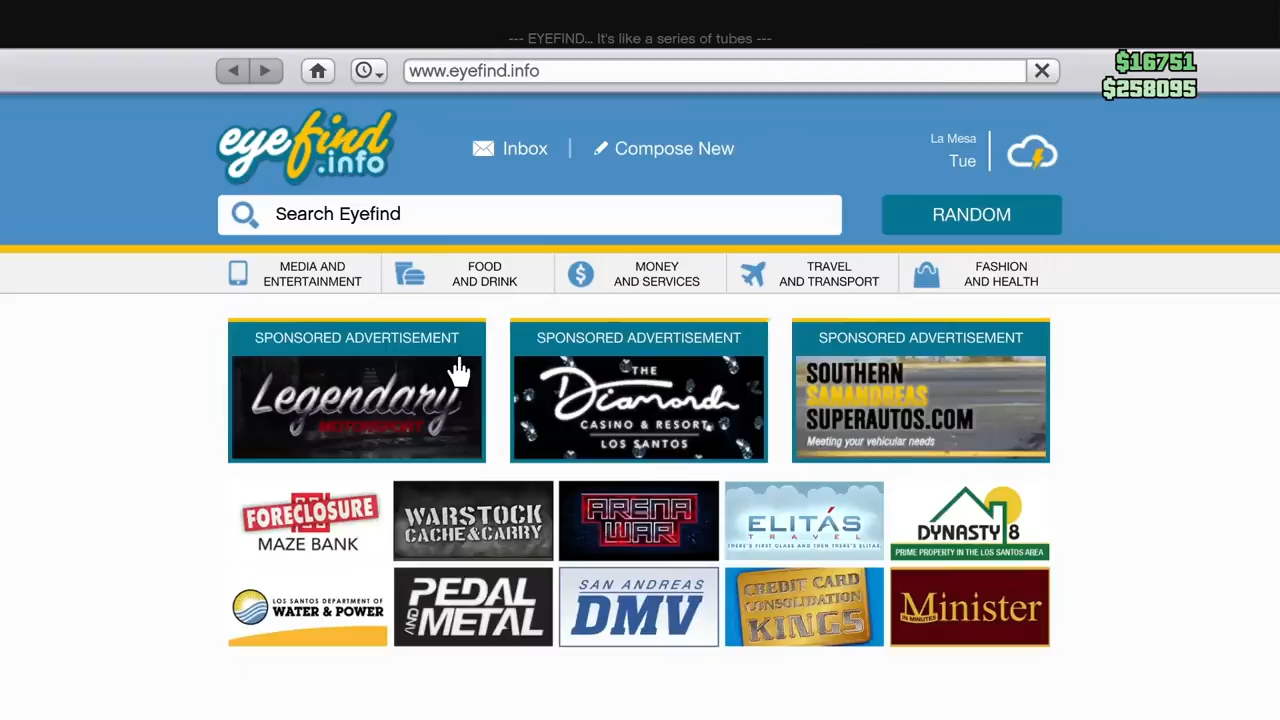 --- EYEFIND... It's like a series of tubes ---
www.eyefind.info
$16751
$258095
eyefind
.info
Inbox
Compose New
La Mesa
Tue
Search Eyefind
RANDOM
MEDIA AND
ENTERTAINMENT
FOOD
AND DRINK
MONEY
AND SERVICES
TRAVEL
AND TRANSPORT
FASHION
AND HEALTH
SPONSORED ADVERTISEMENT
Legendary
MOTORSPORT
SPONSORED ADVERTISEMENT
THE
Diamond
CASINO & RESORT
LOS SANTOS
SPONSORED ADVERTISEMENT
SOUTHERN
SANANDREAS
SUPERAUTOS.COM
Meeting your vehicular needs
FORECLOSURE
MAZE BANK
WARSTOCK
CACHE&CARRY
ARENA
WAR
ELITÁS
TRAVEL
THERE'S FIRST CLASS AND THEN THERE'S ELITAS
DYNASTY 8
PRIME PROPERTY IN THE LOS SANTOS AREA
LOS SANTOS DEPARTMENT OF
WATER & POWER
PEDAL
AND METAL
SAN ANDREAS
DMV
CREDIT CARD
CONSOLIDATION
KINGS
Minister
IN MINUTES